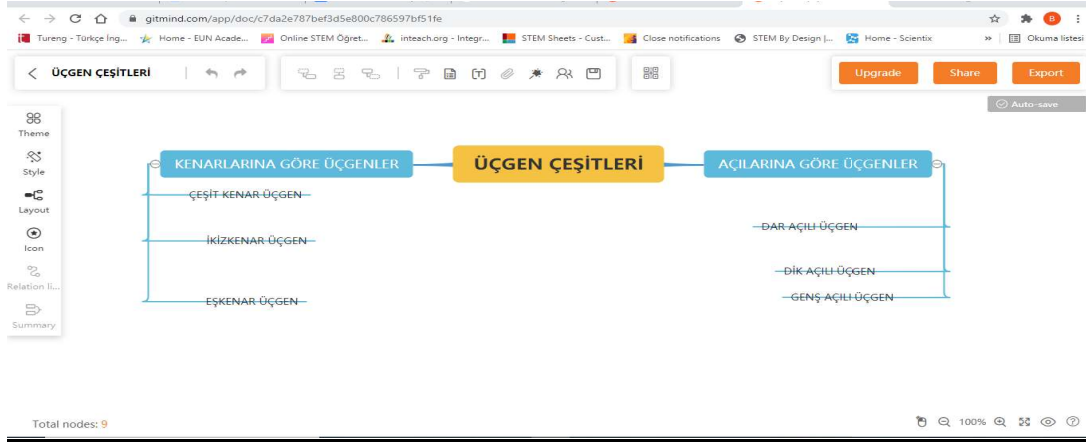 gitmind.com/app/doc/c7da2e787bef3d5e800c786597bf51fe
B
Tureng - Türkçe İng... Home - EUN Acade... Online STEM Öğret... inteach.org - Integr... STEM Sheets - Cust... Close notifications STEM By Design |... Home - Scientix » Okuma listesi
ÜÇGEN ÇEŞİTLERİ
Upgrade Share Export
Auto-save
Theme
Style
Layout
Icon
Relation li...
Summary
ÜÇGEN ÇEŞİTLERİ
KENARLARINA GÖRE ÜÇGENLER
ÇEŞİT KENAR ÜÇGEN
İKİZKENAR ÜÇGEN
EŞKENAR ÜÇGEN
AÇILARINA GÖRE ÜÇGENLER
DAR AÇILI ÜÇGEN
DİK AÇILI ÜÇGEN
GENŞ AÇILI ÜÇGEN
Total nodes: 9
100%